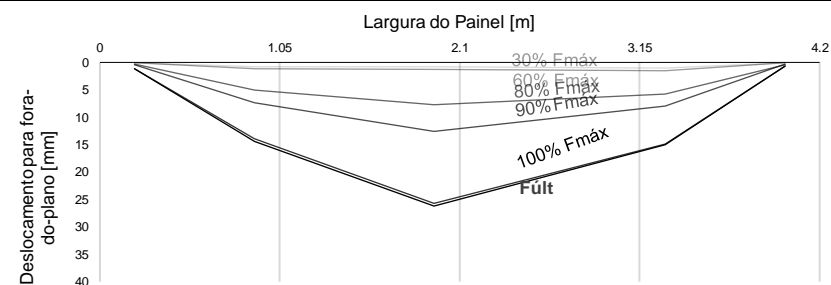 Largura do Painel [m]
0 1.05 2.1 3.15 4.2
0
5
10
15
20
25
30
35
40
Deslocamento para fora-
do-plano [mm]
30% Fmáx
60% Fmáx
80% Fmáx
90% Fmáx
100% Fmáx
Fúlt